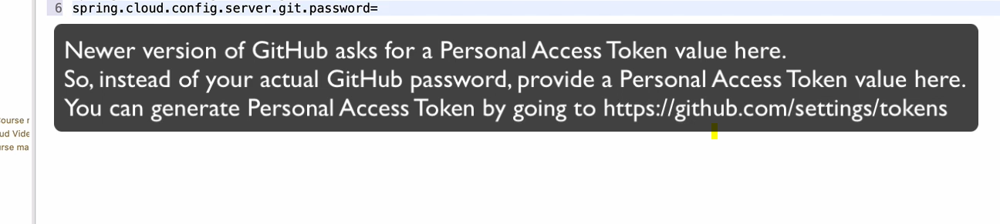 6 spring.cloud.config.server.git.password=
Newer version of GitHub asks for a Personal Access Token value here.
So, instead of your actual GitHub password, provide a Personal Access Token value here.
You can generate Personal Access Token by going to https://github.com/settings/tokens
ourse r
ud Vide
urse ma